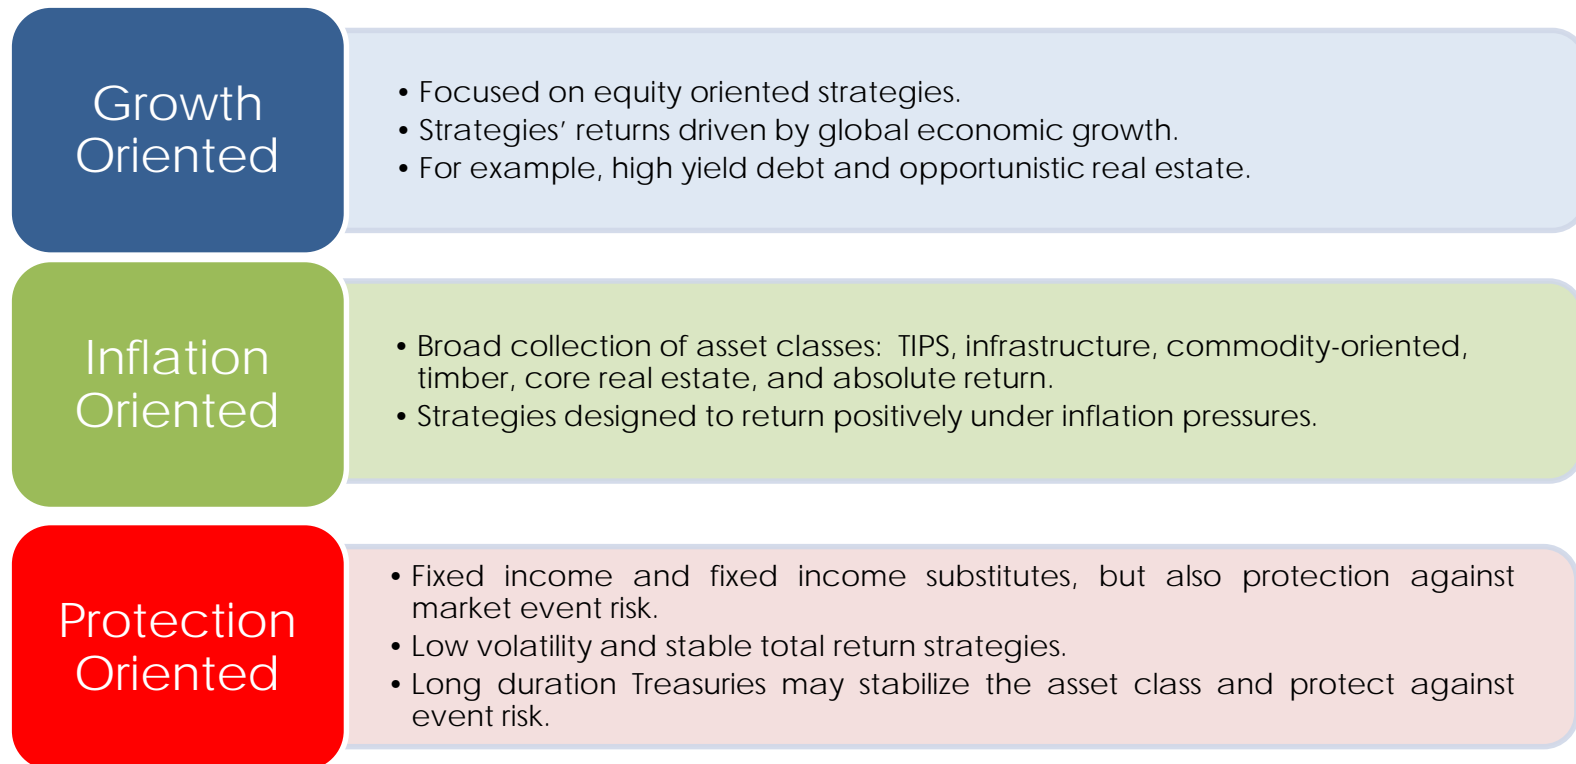 Growth
Oriented
• Focused on equity oriented strategies.
• Strategies’ returns driven by global economic growth.
• For example, high yield debt and opportunistic real estate.
Inflation
Oriented
• Broad collection of asset classes: TIPS, infrastructure, commodity-oriented,
timber, core real estate, and absolute return.
• Strategies designed to return positively under inflation pressures.
Protection
Oriented
• Fixed income and fixed income substitutes, but also protection against
market event risk.
• Low volatility and stable total return strategies.
• Long duration Treasuries may stabilize the asset class and protect against
event risk.